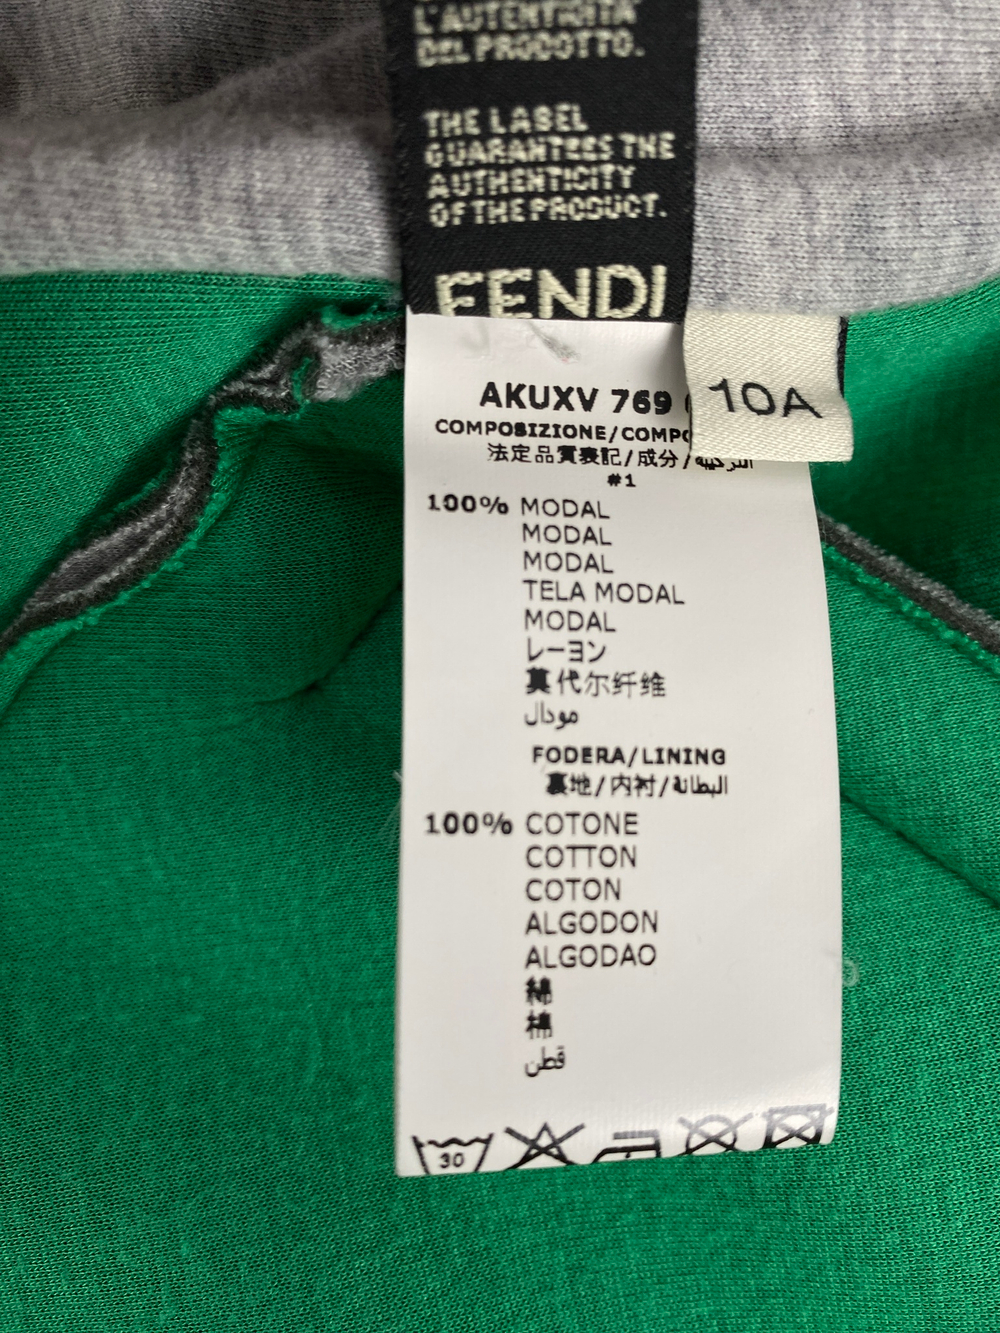 L'AUTENTICITA'
DEL PRODOTTO.
THE LABEL
GUARANTEES THE
AUTHENTICITY
OF THE PRODUCT.
FENDI
AKUXV 769
10A
COMPOSIZIONE/COMPO
法定品質表記/成分/
#1
100% MODAL
MODAL
MODAL
TELA MODAL
MODAL
レーヨン
莫代尔纤维
مودال
FODERA/LINING
裏地/内衬/البطانة
100% COTONE
COTTON
COTON
ALGODON
ALGODAO
綿
棉
قطن
30